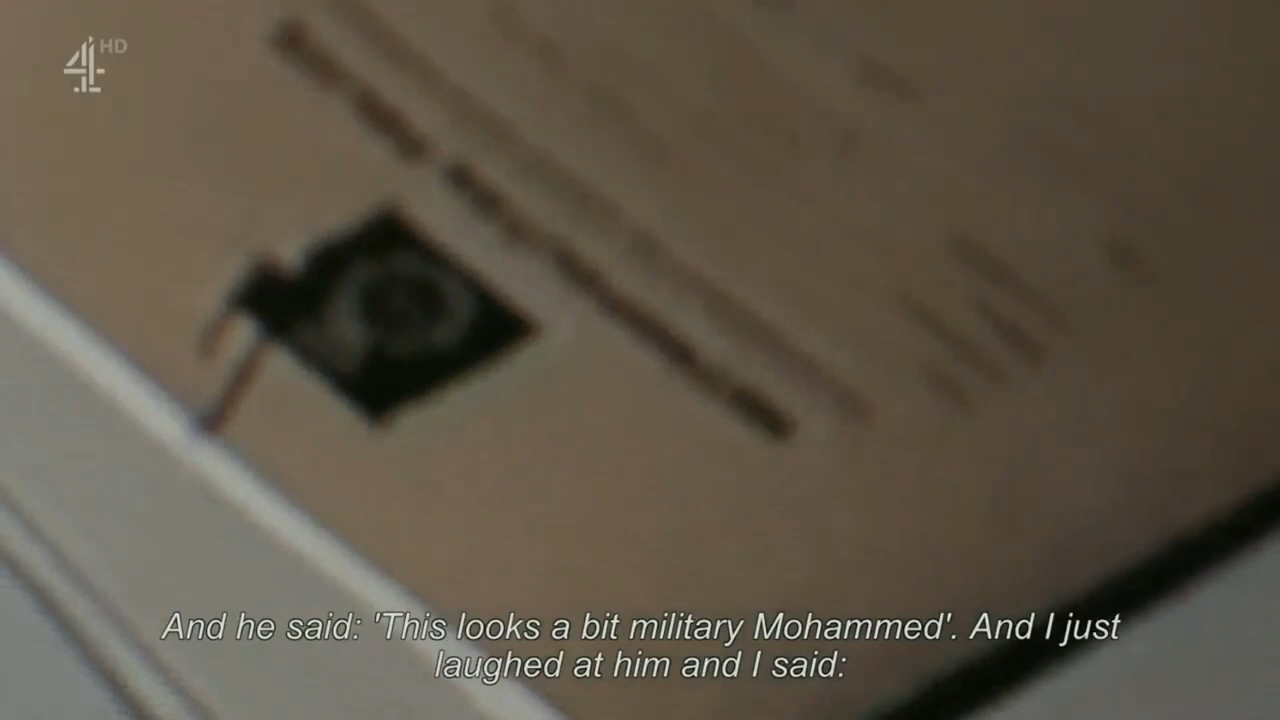 4 HD
And he said: 'This looks a bit military Mohammed'. And I just
laughed at him and I said: